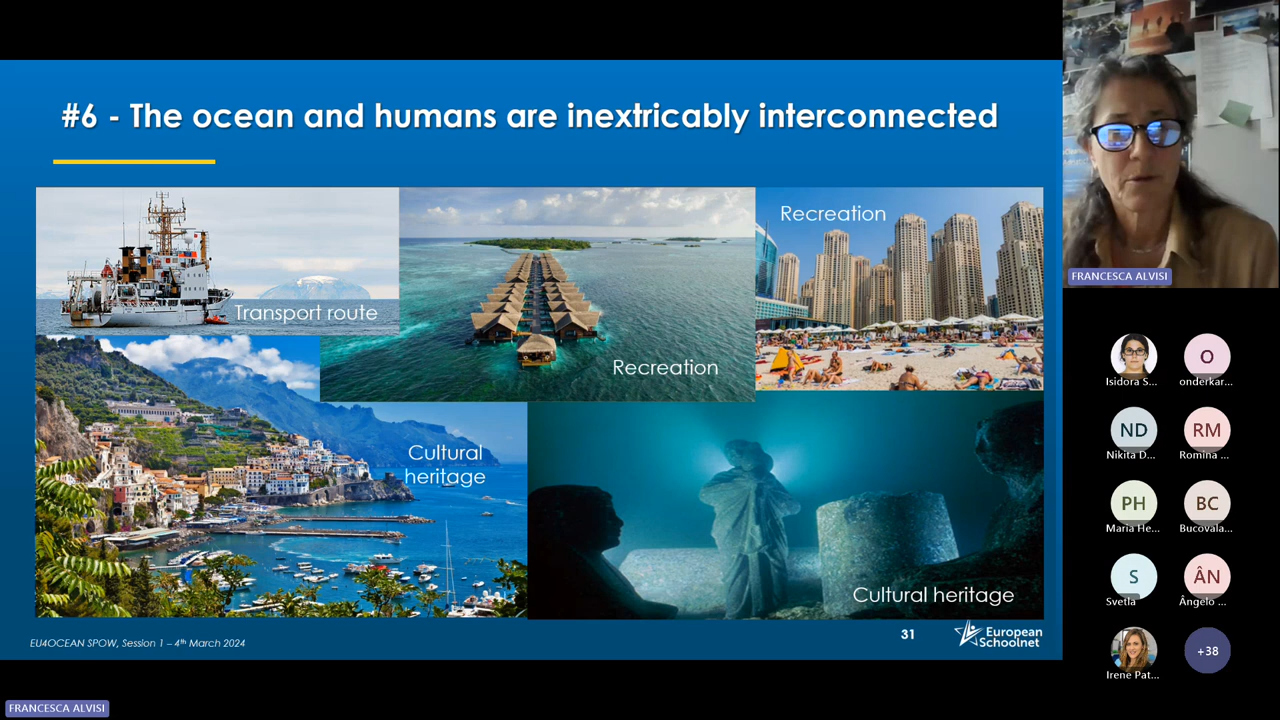 #6 - The ocean and humans are inextricably interconnected
Transport route
Recreation
Recreation
Cultural
heritage
Cultural heritage
EU4OCEAN SPOW, Session 1 – 4th March 2024
31
European
Schoolnet
FRANCESCA ALVISI
Isidora S...
O
onderkar...
ND
Nikita D...
RM
Romina ...
PH
Maria He...
BC
Bucovala...
S
Svetla
ÂN
Ângelo ...
Irene Pat...
+38
FRANCESCA ALVISI